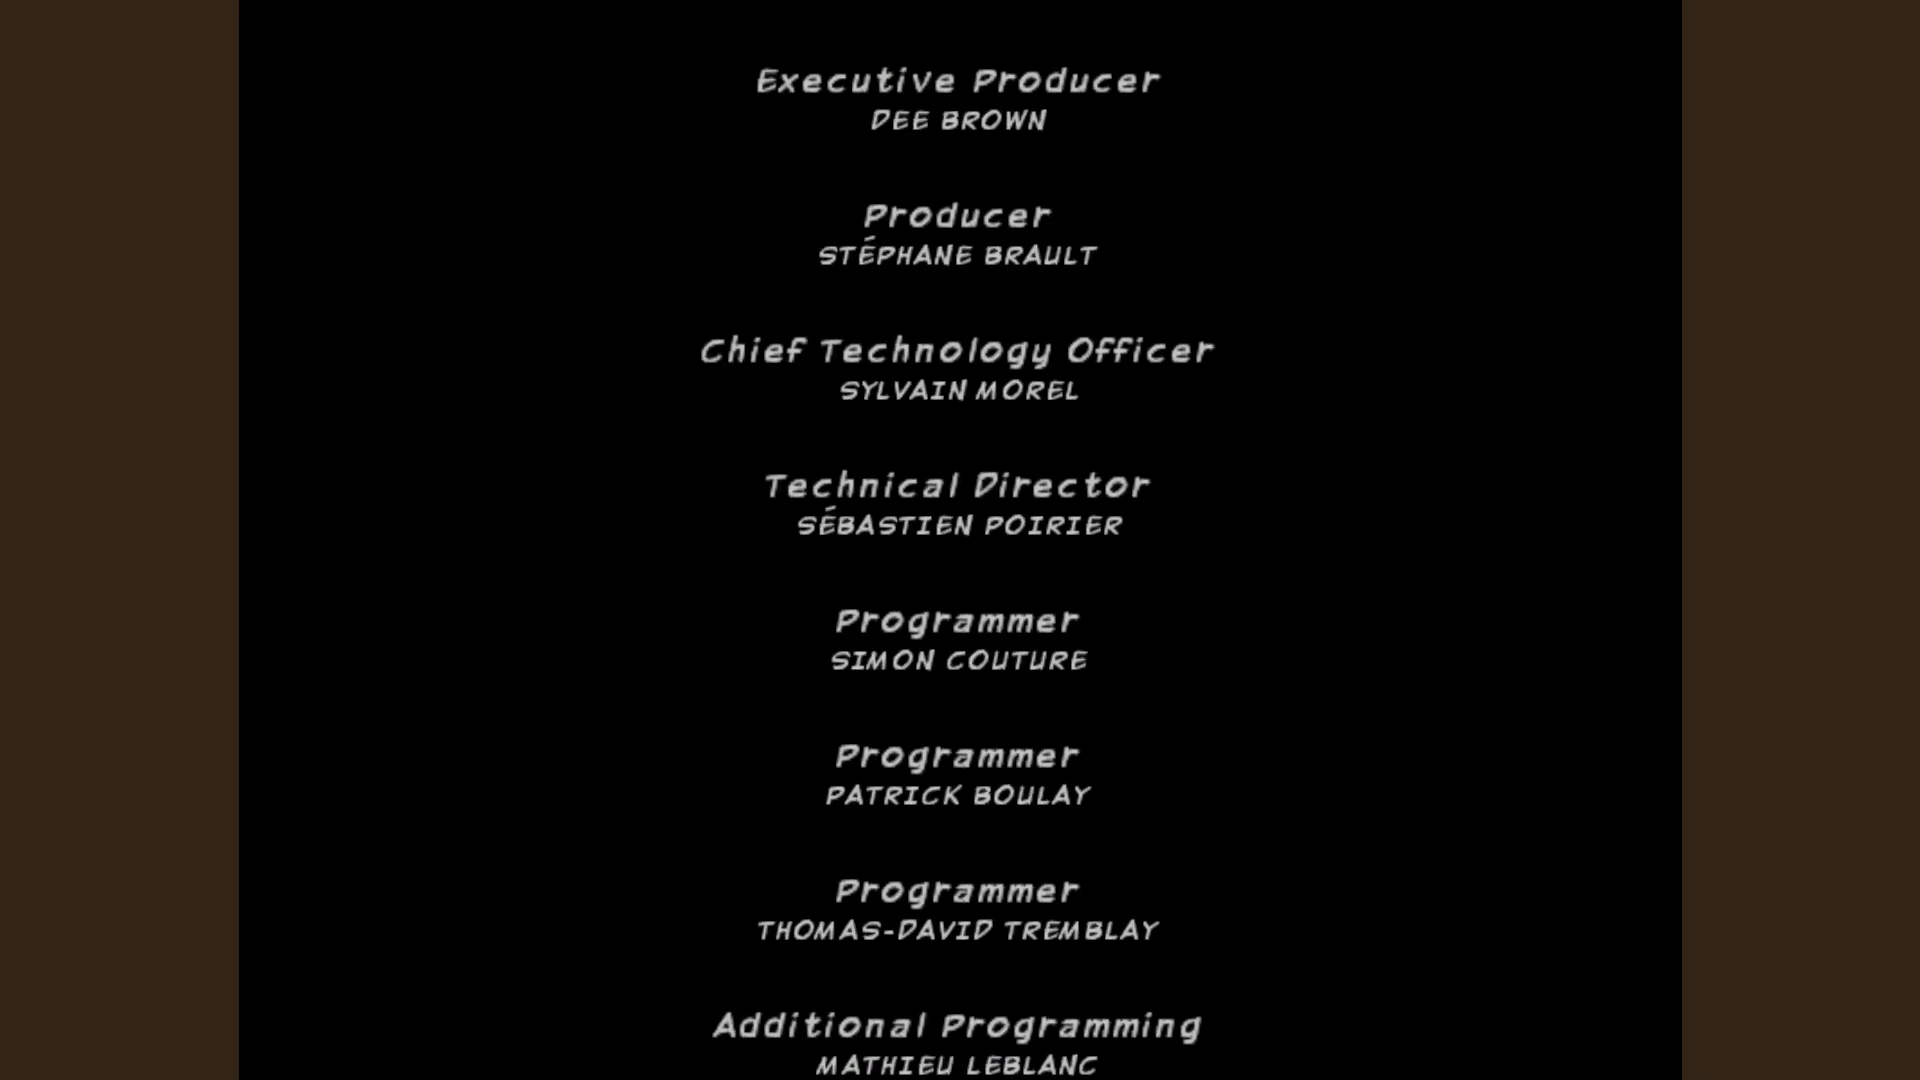 Executive Producer
DEE BROWN
Producer
STÉPHANE BRAULT
Chief Technology Officer
SYLVAIN MOREL
Technical Director
SÉBASTIEN POIRIER
Programmer
SIMON COUTURE
Programmer
PATRICK BOULAY
Programmer
THOMAS-DAVID TREMBLAY
Additional Programming
MATHIEU LEBLANC